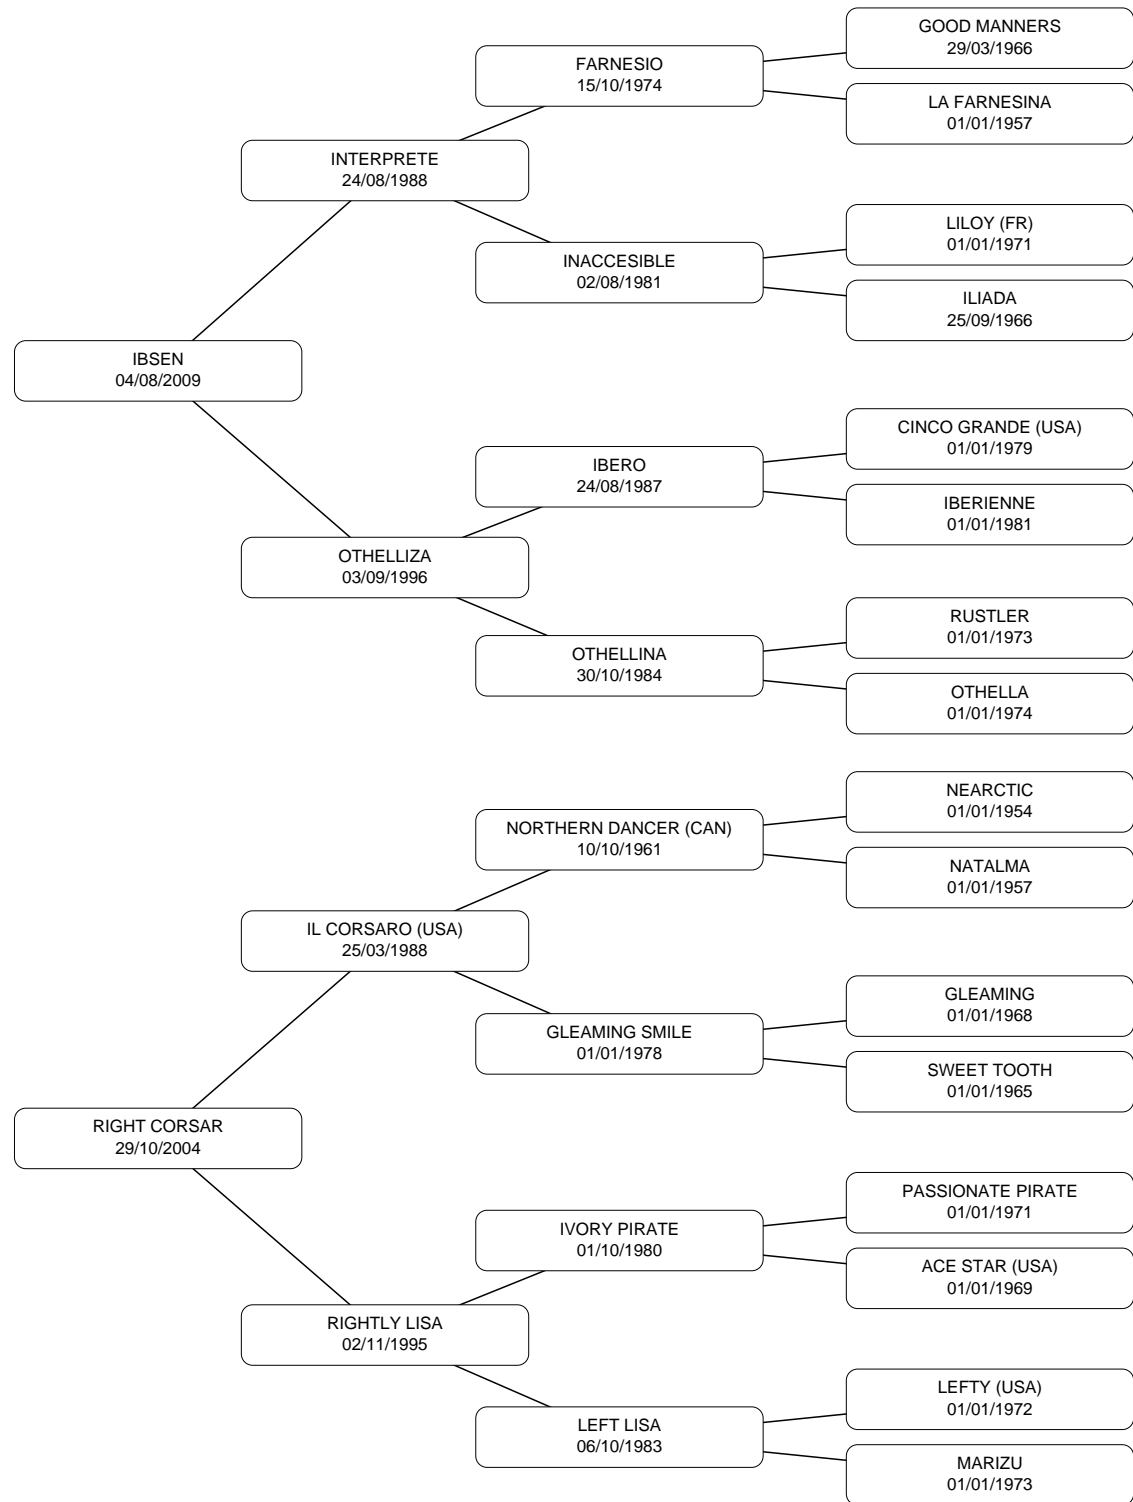 GOOD MANNERS
29/03/1966
FARNESIO
15/10/1974
LA FARNESINA
01/01/1957
INTERPRETE
24/08/1988
LILOY (FR)
01/01/1971
INACCESIBLE
02/08/1981
ILIADA
25/09/1966
IBSEN
04/08/2009
CINCO GRANDE (USA)
01/01/1979
IBERO
24/08/1987
IBERIENNE
01/01/1981
OTHELLIZA
03/09/1996
RUSTLER
01/01/1973
OTHELLINA
30/10/1984
OTHELLA
01/01/1974
NEARCTIC
01/01/1954
NORTHERN DANCER (CAN)
10/10/1961
NATALMA
01/01/1957
IL CORSARO (USA)
25/03/1988
GLEAMING
01/01/1968
GLEAMING SMILE
01/01/1978
SWEET TOOTH
01/01/1965
RIGHT CORSAR
29/10/2004
PASSIONATE PIRATE
01/01/1971
IVORY PIRATE
01/10/1980
ACE STAR (USA)
01/01/1969
RIGHTLY LISA
02/11/1995
LEFTY (USA)
01/01/1972
LEFT LISA
06/10/1983
MARIZU
01/01/1973